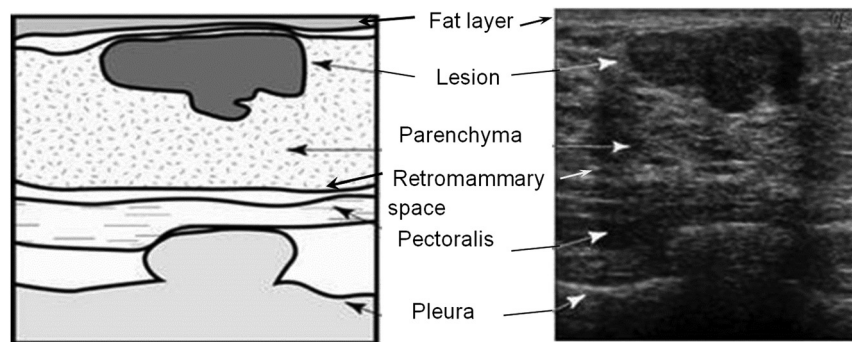 Fat layer
Lesion
Parenchyma
Retromammary
space
Pectoralis
Pleura